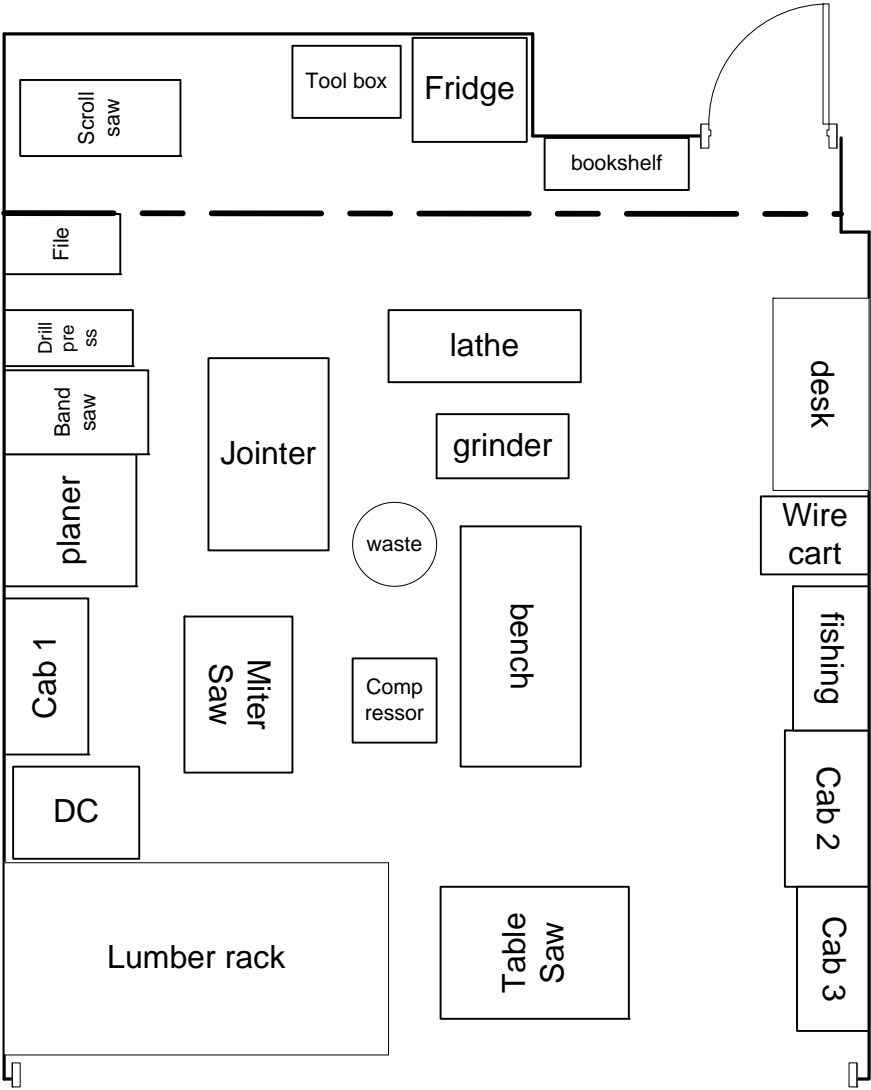 Tool box
Fridge
Scroll
saw
bookshelf
File
Drill
pre
ss
lathe
desk
Band
saw
Jointer
grinder
planer
Wire
cart
waste
bench
fishing
Cab 1
Miter
Saw
Comp
ressor
Cab 2
DC
Lumber rack
Table
Saw
Cab 3